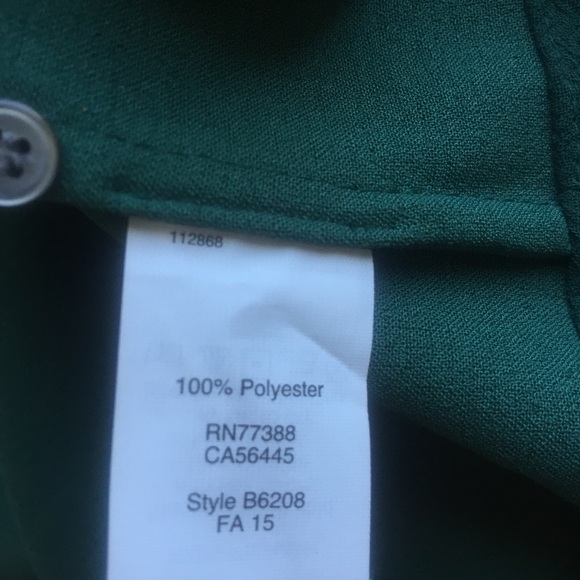 112868
100% Polyester
RN77388
CA56445
Style B6208
FA 15